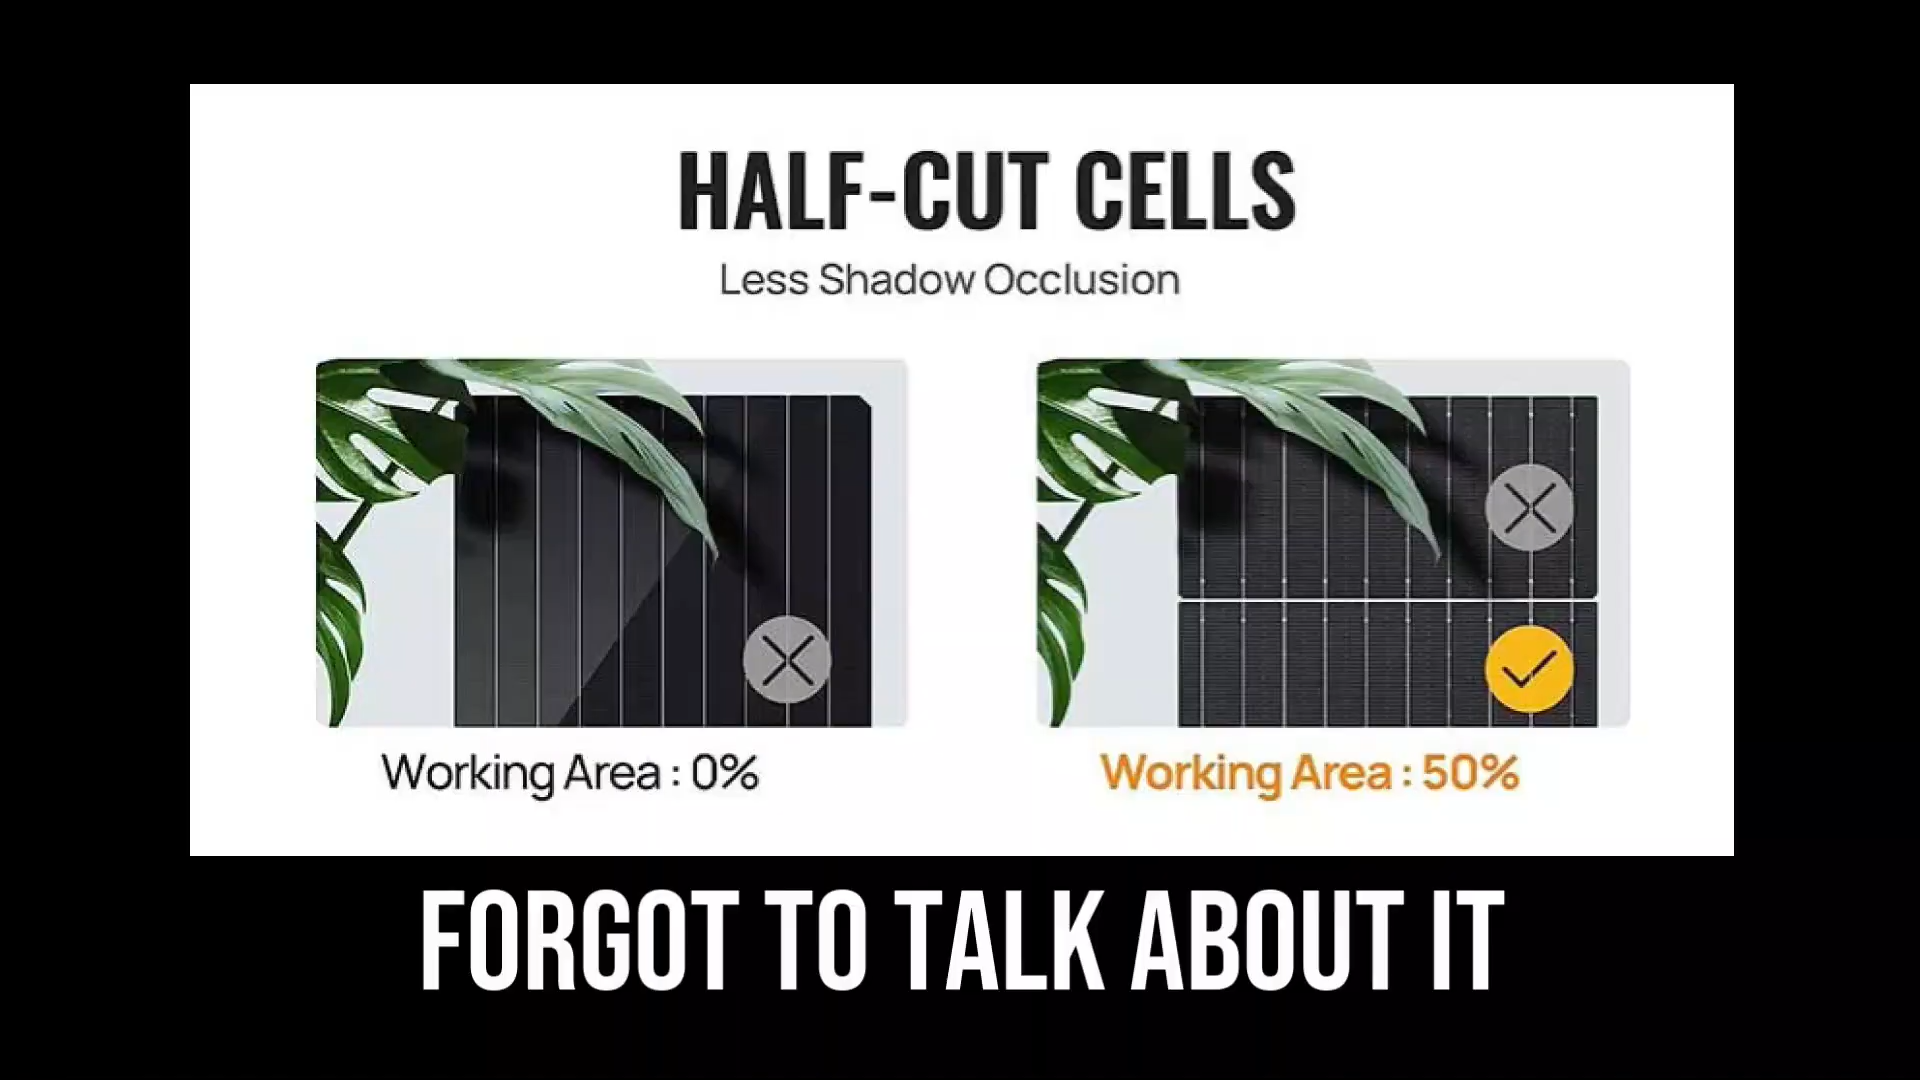 HALF-CUT CELLS
Less Shadow Occlusion
Working Area : 0%
Working Area : 50%
FORGOT TO TALK ABOUT IT